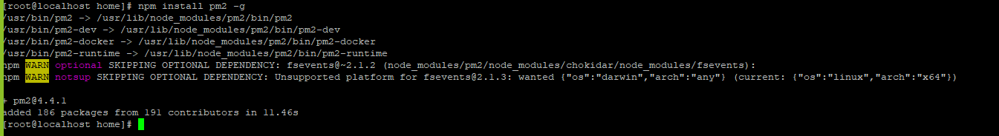 [root@localhost home]# npm install pm2 -g
/usr/bin/pm2 -> /usr/lib/node_modules/pm2/bin/pm2
/usr/bin/pm2-dev -> /usr/lib/node_modules/pm2/bin/pm2-dev
/usr/bin/pm2-docker -> /usr/lib/node_modules/pm2/bin/pm2-docker
/usr/bin/pm2-runtime -> /usr/lib/node_modules/pm2/bin/pm2-runtime
npm WARN optional SKIPPING OPTIONAL DEPENDENCY: fsevents@~2.1.2 (node_modules/pm2/node_modules/chokidar/node_modules/fsevents):
npm WARN notsup SKIPPING OPTIONAL DEPENDENCY: Unsupported platform for fsevents@2.1.3: wanted {"os":"darwin","arch":"any"} (current: {"os":"linux","arch":"x64"})
+ pm2@4.4.1
added 186 packages from 191 contributors in 11.46s
[root@localhost home]#